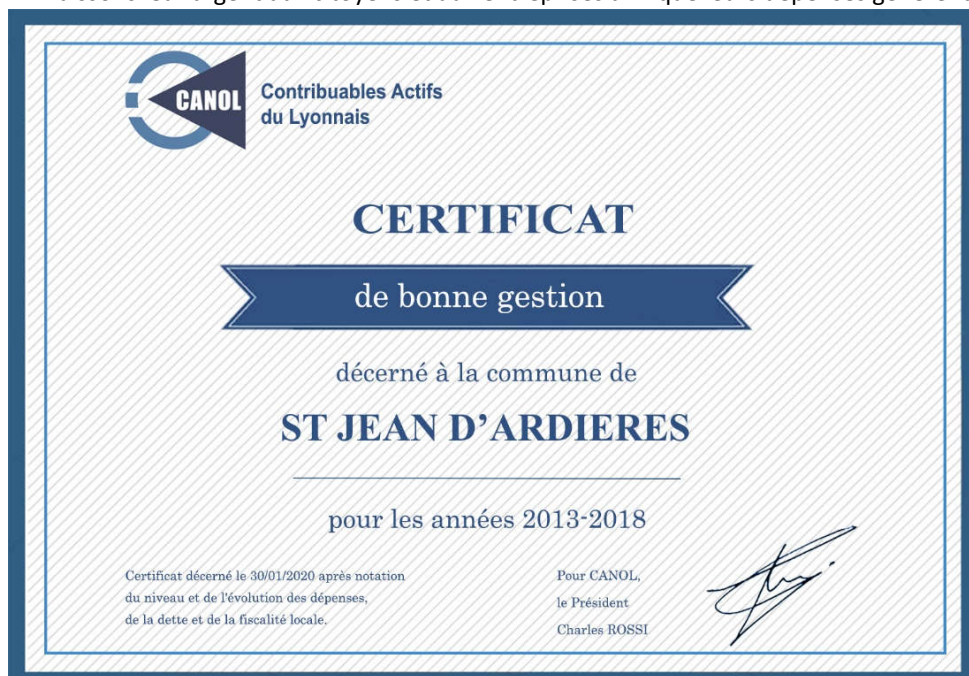 CANOL
Contribuables Actifs
du Lyonnais
CERTIFICAT
de bonne gestion
décerné à la commune de
ST JEAN D’ARDIERES
pour les années 2013-2018
Certificat décerné le 30/01/2020 après notation
du niveau et de l'évolution des dépenses,
de la dette et de la fiscalité locale.
Pour CANOL,
le Président
Charles ROSSI